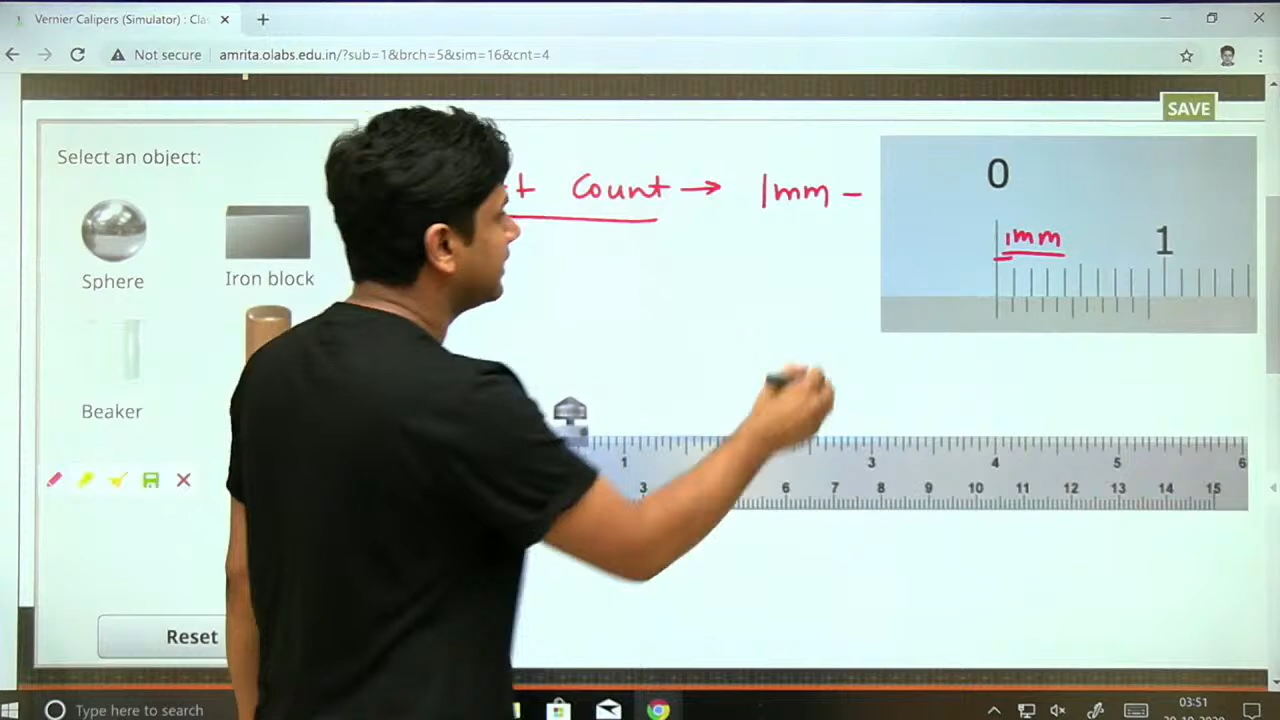 Vernier Calipers (Simulator) : Cla
Not secure amrita.olabs.edu.in/?sub=1&brch=5&sim=16&cnt=4
SAVE
Select an object:
Count → 1mm –
0
1mm
1
Sphere
Iron block
Beaker
1 3 4 5 6
3 6 7 8 9 10 11 12 13 14 15
Reset
Type here to search
03:51